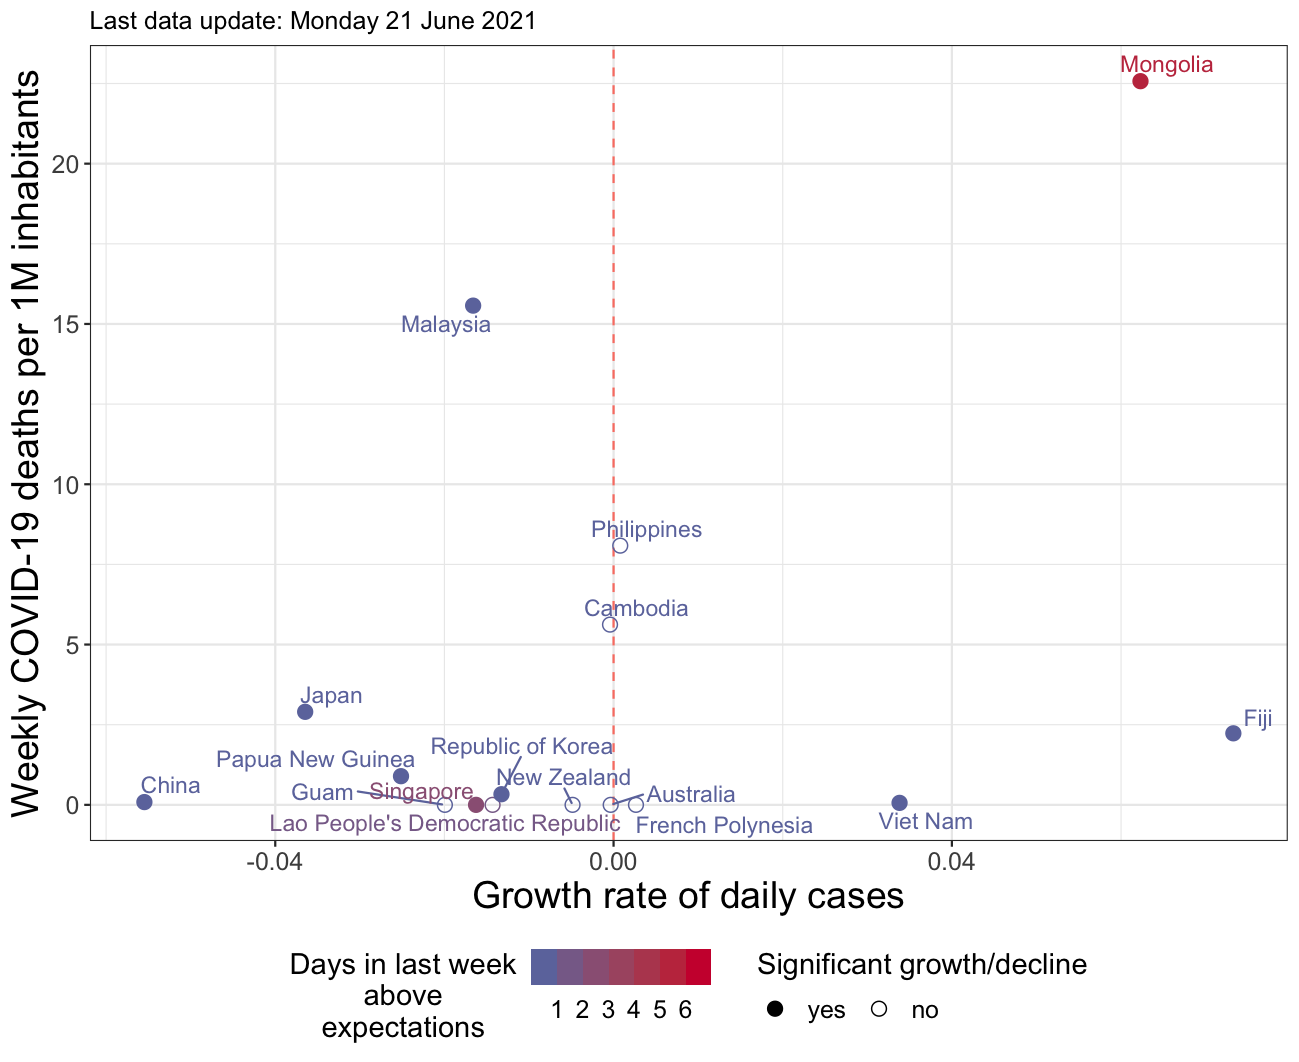 Last data update: Monday 21 June 2021
Weekly COVID-19 deaths per 1M inhabitants
20
15
10
5
0
Mongolia
Malaysia
Philippines
Cambodia
Japan
Fiji
Republic of Korea
Papua New Guinea
China
New Zealand
Guam
Singapore
Australia
Lao People's Democratic Republic
French Polynesia
Viet Nam
-0.04
0.00
0.04
Growth rate of daily cases
Days in last week
above
expectations
1 2 3 4 5 6
Significant growth/decline
yes
no